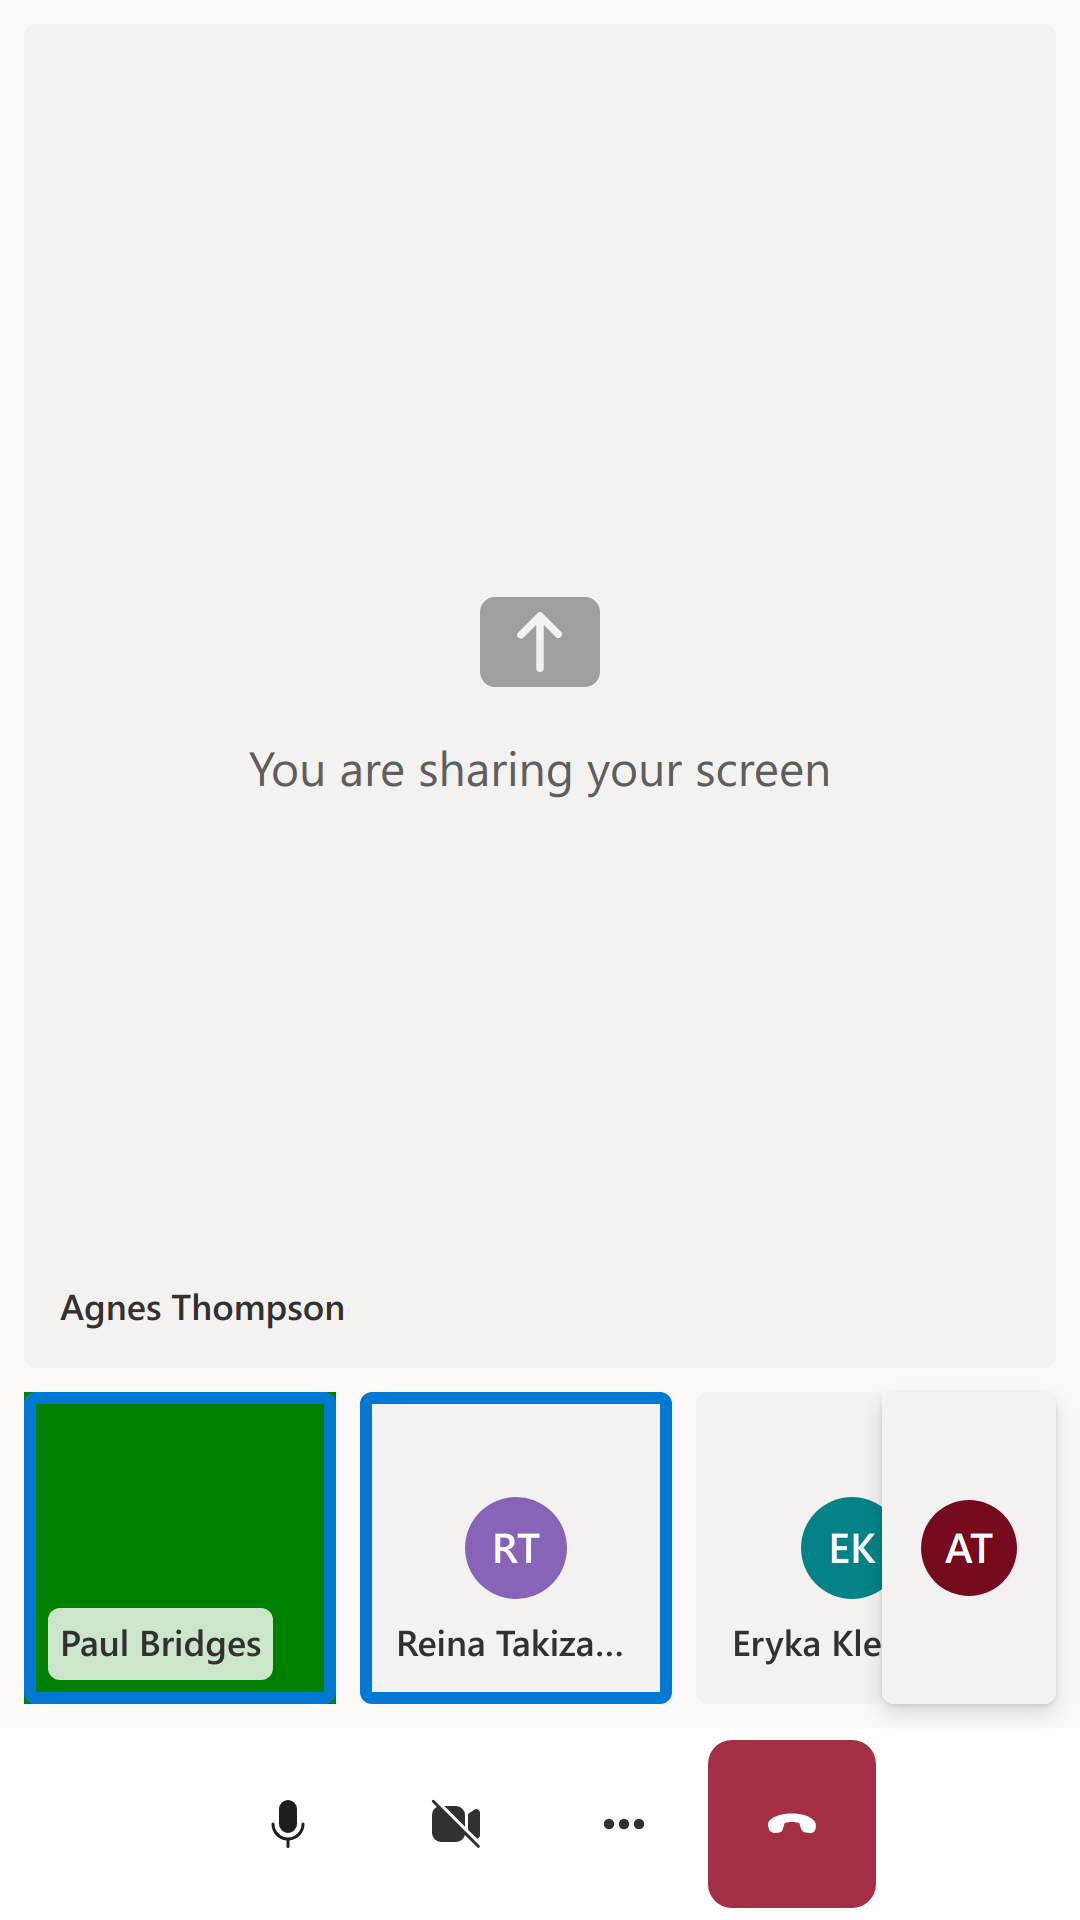 You are sharing your screen
Agnes Thompson
RT
EK
AT
Paul Bridges
Reina Takiza...
Eryka Kle